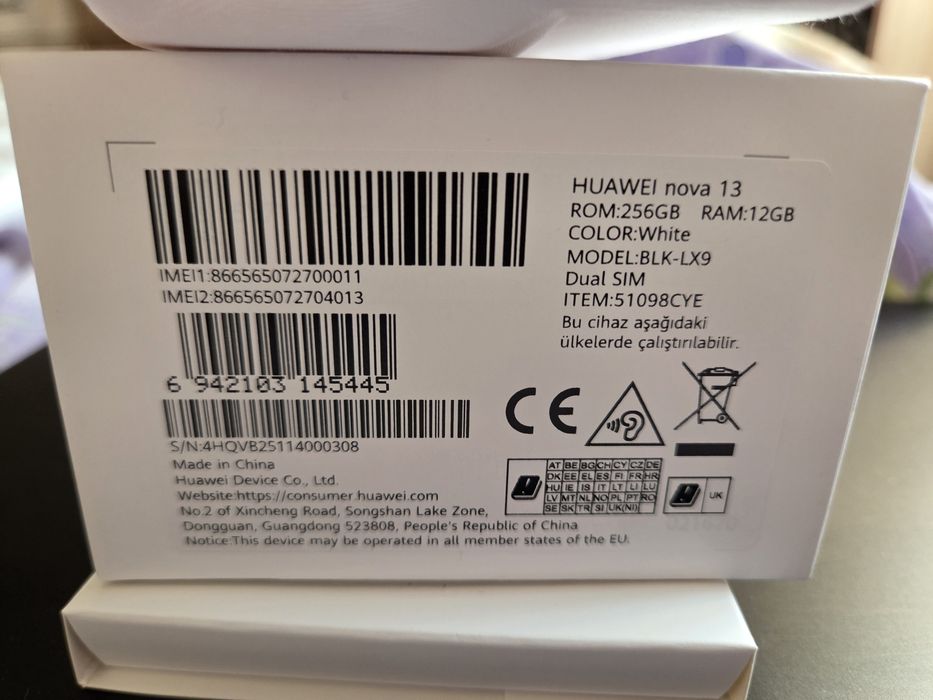 IMEI1:866565072700011
IMEI2:866565072704013
6 942103 145445
S/N:4HQVB25114000308
Made in China
Huawei Device Co., Ltd.
Website:https://consumer.huawei.com
No.2 of Xincheng Road, Songshan Lake Zone,
Dongguan, Guangdong 523808, People's Republic of China
Notice:This device may be operated in all member states of the EU.
HUAWEI nova 13
ROM:256GB RAM:12GB
COLOR:White
MODEL:BLK-LX9
Dual SIM
ITEM:51098CYE
Bu cihaz aşağıdaki
ülkelerde çalıştırılabilir.
CE
AT BE BG CH CY CZ DE
DK EE EL ES FI FR HR
HU IE IS IT LT LI LU
LV MT NL NO PL PT RO
SE SK TR SI UK(NI)
UK